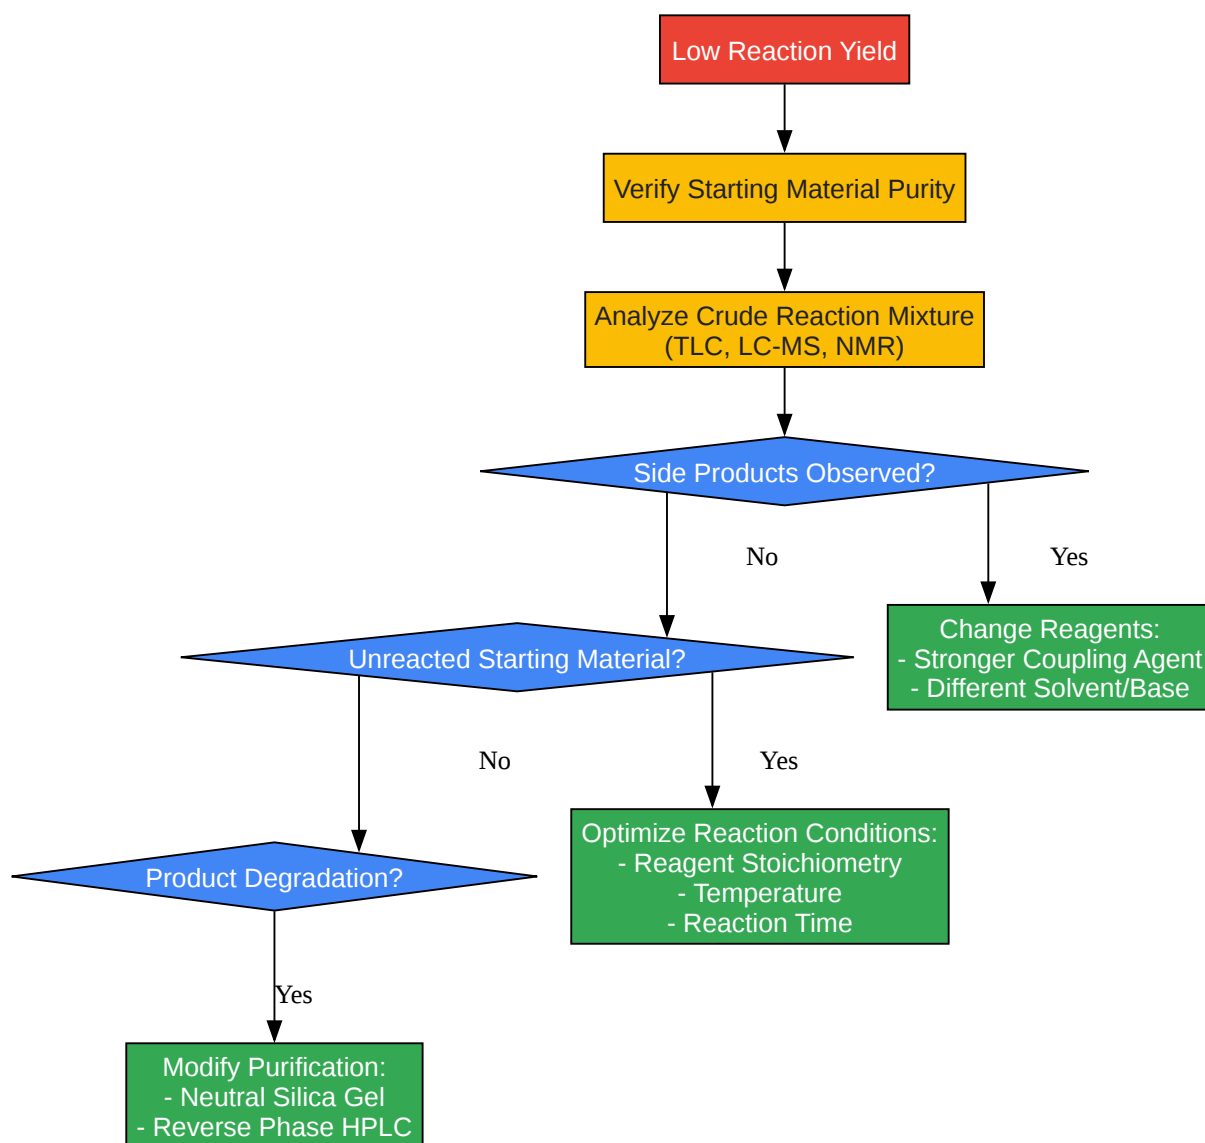 Low Reaction Yield
Verify Starting Material Purity
Analyze Crude Reaction Mixture
(TLC, LC-MS, NMR)
Side Products Observed?
No
Yes
Change Reagents:
- Stronger Coupling Agent
- Different Solvent/Base
Unreacted Starting Material?
No
Yes
Optimize Reaction Conditions:
- Reagent Stoichiometry
- Temperature
- Reaction Time
Product Degradation?
Yes
Modify Purification:
- Neutral Silica Gel
- Reverse Phase HPLC